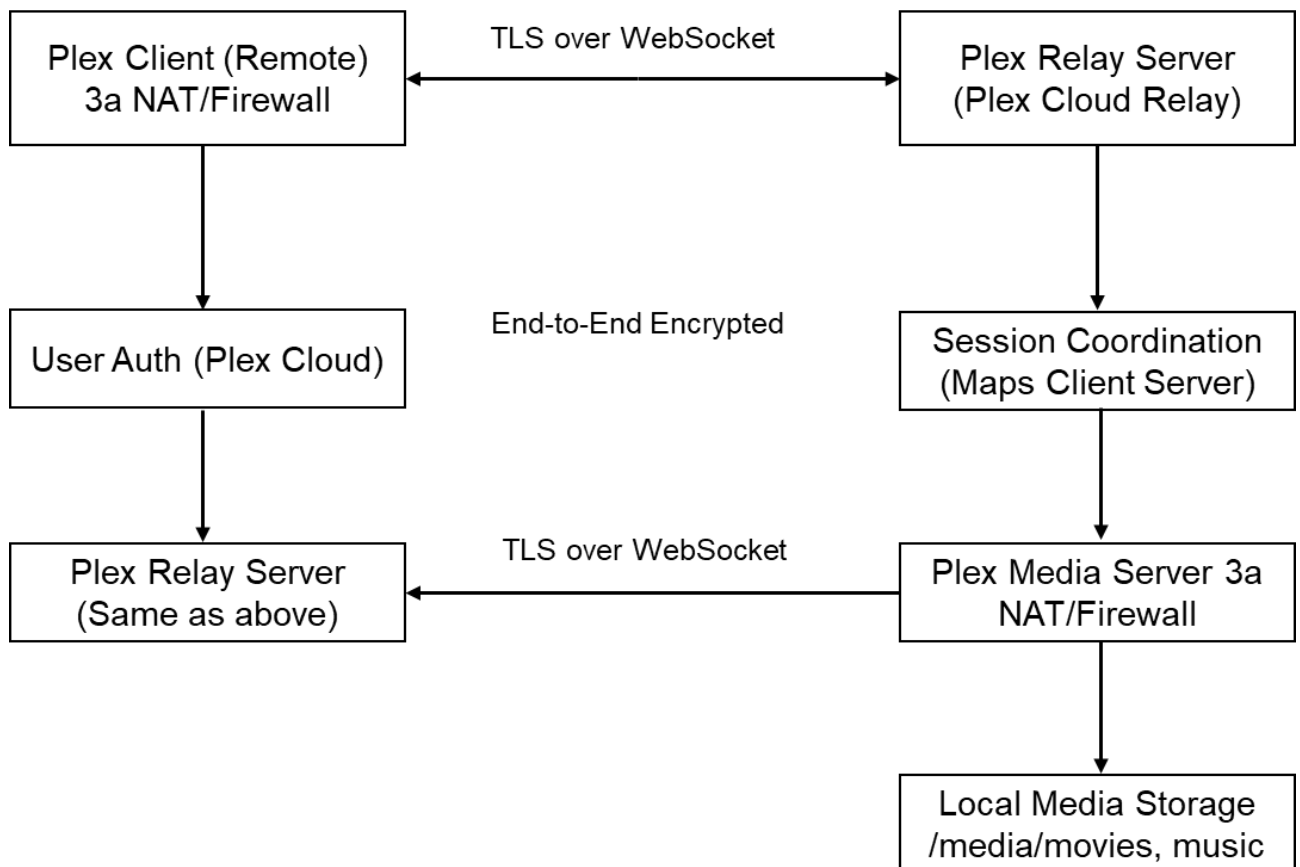 Plex Client (Remote)
3a NAT/Firewall
TLS over WebSocket
Plex Relay Server
(Plex Cloud Relay)
User Auth (Plex Cloud)
End-to-End Encrypted
Session Coordination
(Maps Client Server)
Plex Relay Server
(Same as above)
TLS over WebSocket
Plex Media Server 3a
NAT/Firewall
Local Media Storage
/media/movies, music